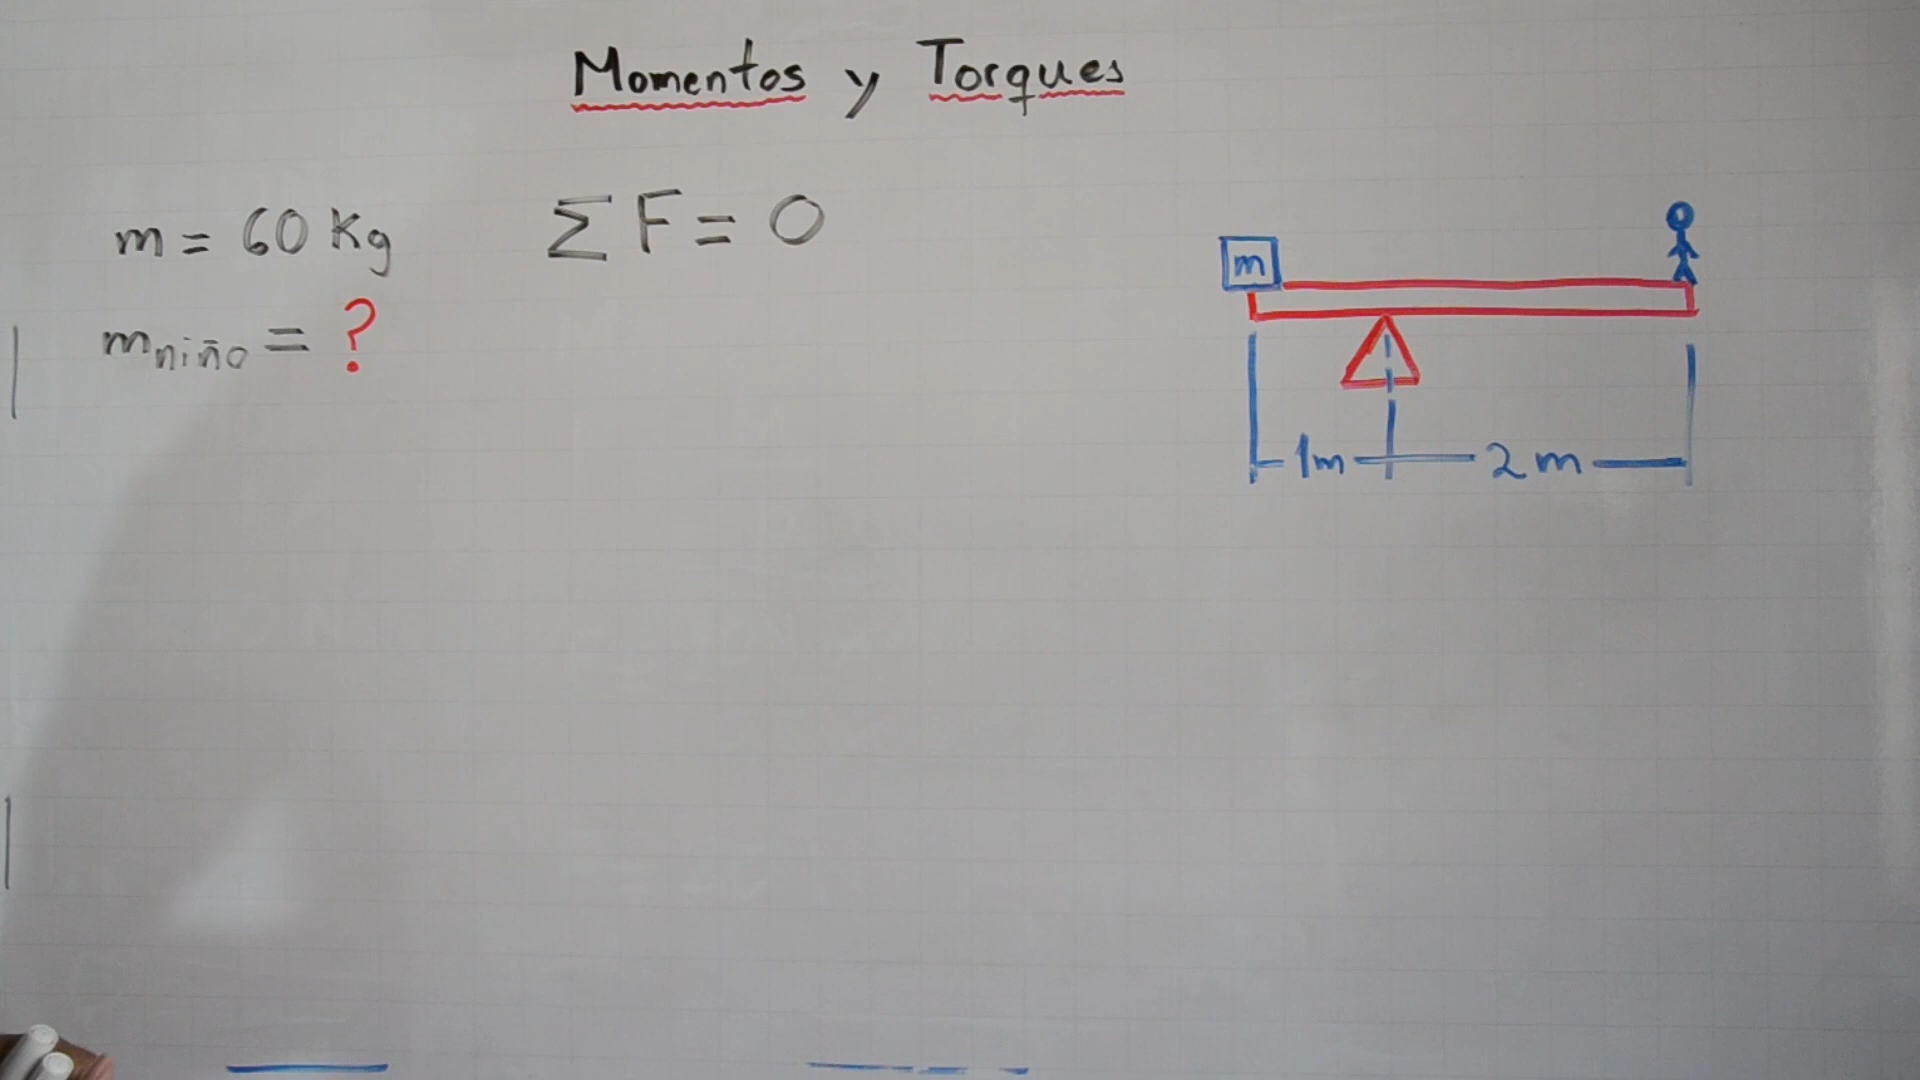 Momentos y Torques
m = 60 Kg
ΣF = 0
mniño = ?
m
1m
2m